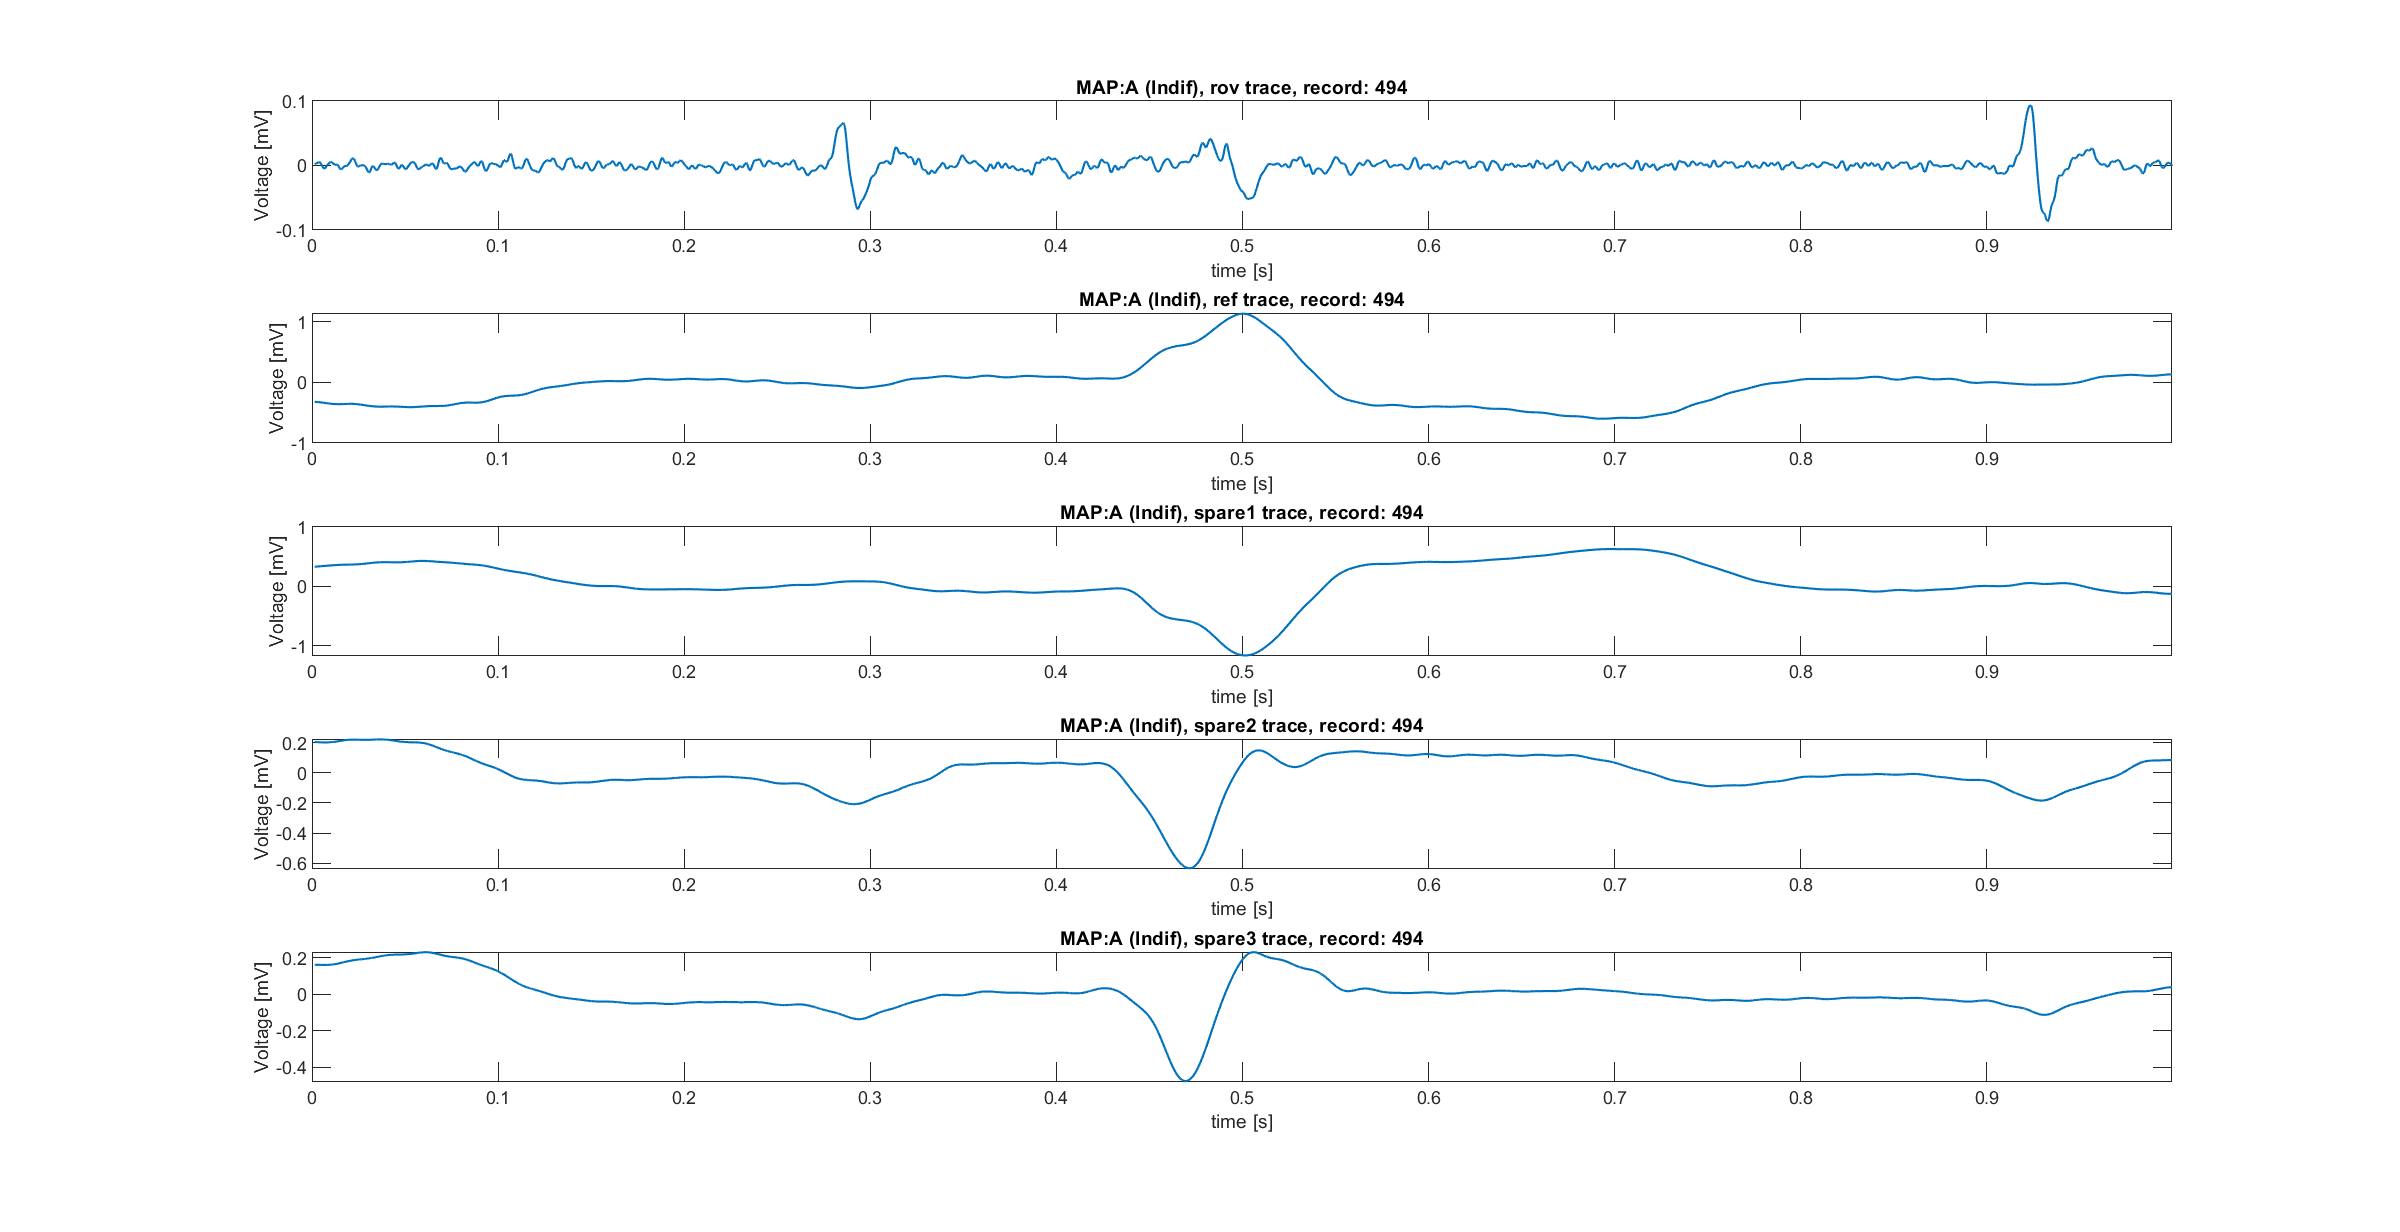 MAP:A (Indif), rov trace, record: 494
Voltage [mV]
0.1
0
-0.1
0 0.1 0.2 0.3 0.4 0.5 0.6 0.7 0.8 0.9
time [s]
MAP:A (Indif), ref trace, record: 494
Voltage [mV]
1
0
-1
0 0.1 0.2 0.3 0.4 0.5 0.6 0.7 0.8 0.9
time [s]
MAP:A (Indif), spare1 trace, record: 494
Voltage [mV]
1
0
-1
0 0.1 0.2 0.3 0.4 0.5 0.6 0.7 0.8 0.9
time [s]
MAP:A (Indif), spare2 trace, record: 494
Voltage [mV]
0.2
0
-0.2
-0.4
-0.6
0 0.1 0.2 0.3 0.4 0.5 0.6 0.7 0.8 0.9
time [s]
MAP:A (Indif), spare3 trace, record: 494
Voltage [mV]
0.2
0
-0.2
-0.4
0 0.1 0.2 0.3 0.4 0.5 0.6 0.7 0.8 0.9
time [s]